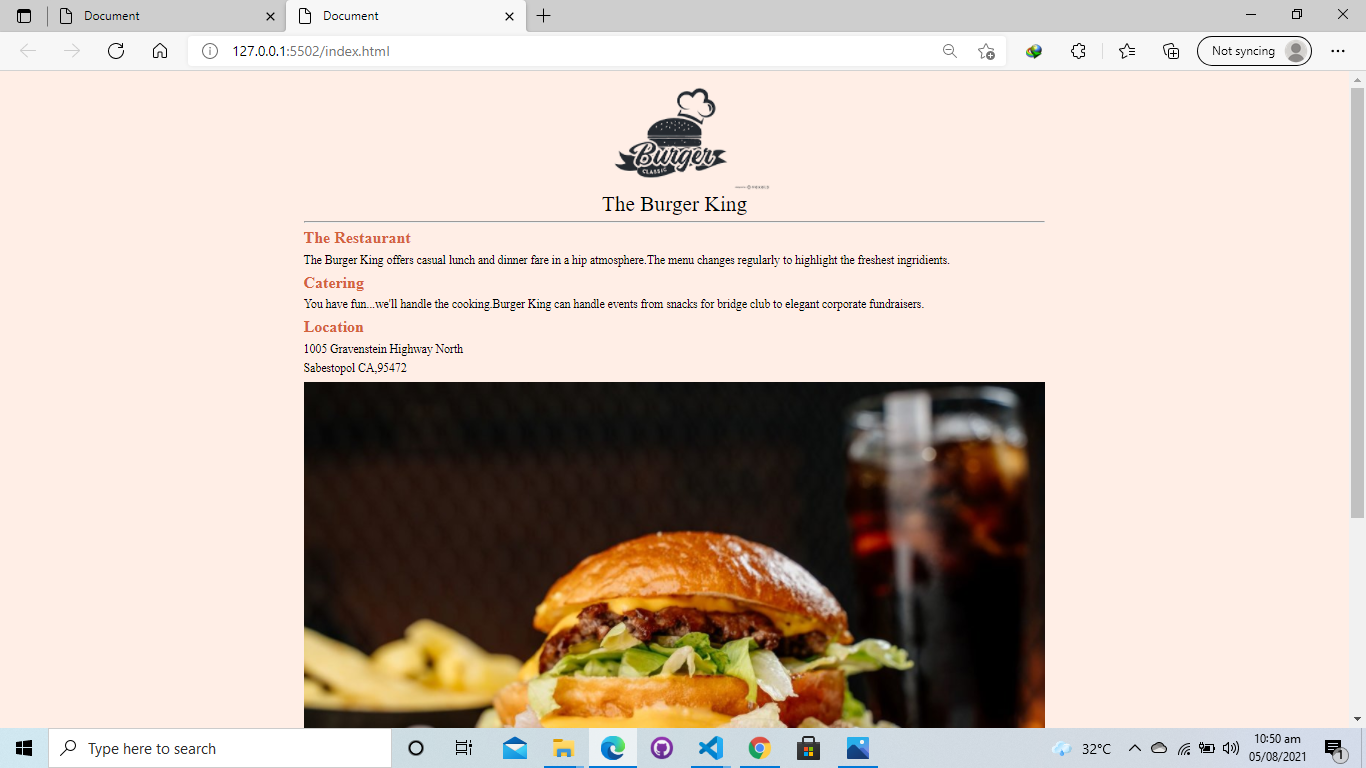 Document
Document
127.0.0.1:5502/index.html
Not syncing
Burger
CLASSIC
The Burger King
The Restaurant
The Burger King offers casual lunch and dinner fare in a hip atmosphere.The menu changes regularly to highlight the freshest ingridients.
Catering
You have fun...we'll handle the cooking.Burger King can handle events from snacks for bridge club to elegant corporate fundraisers.
Location
1005 Gravenstein Highway North
Sabestopol CA,95472
Type here to search
32°C
10:50 am
05/08/2021
1